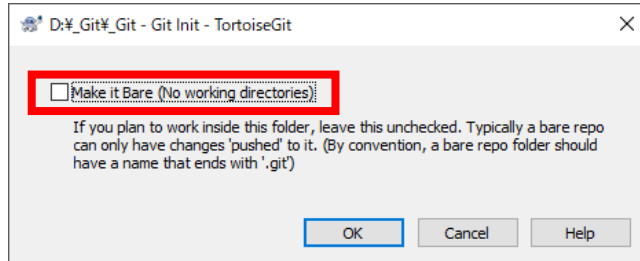 D:¥_Git¥_Git - Git Init - TortoiseGit
Make it Bare (No working directories)
If you plan to work inside this folder, leave this unchecked. Typically a bare repo
can only have changes 'pushed' to it. (By convention, a bare repo folder should
have a name that ends with '.git')
OK Cancel Help